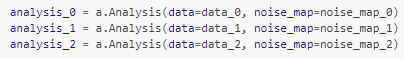 analysis_0 = a.Analysis(data=data_0, noise_map=noise_map_0)
analysis_1 = a.Analysis(data=data_1, noise_map=noise_map_1)
analysis_2 = a.Analysis(data=data_2, noise_map=noise_map_2)